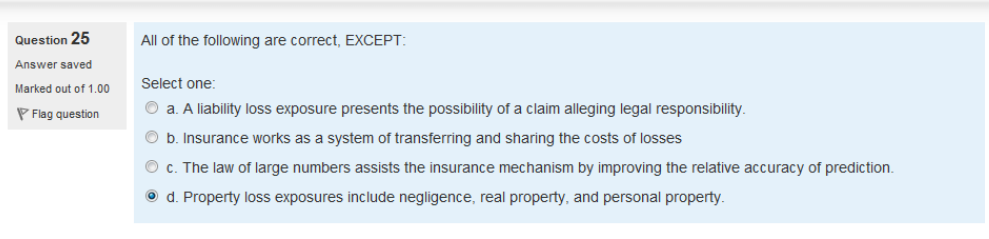 Question 25
Answer saved
Marked out of 1.00
Flag question
All of the following are correct, EXCEPT:
Select one:
a. A liability loss exposure presents the possibility of a claim alleging legal responsibility.
b. Insurance works as a system of transferring and sharing the costs of losses
c. The law of large numbers assists the insurance mechanism by improving the relative accuracy of prediction.
d. Property loss exposures include negligence, real property, and personal property.